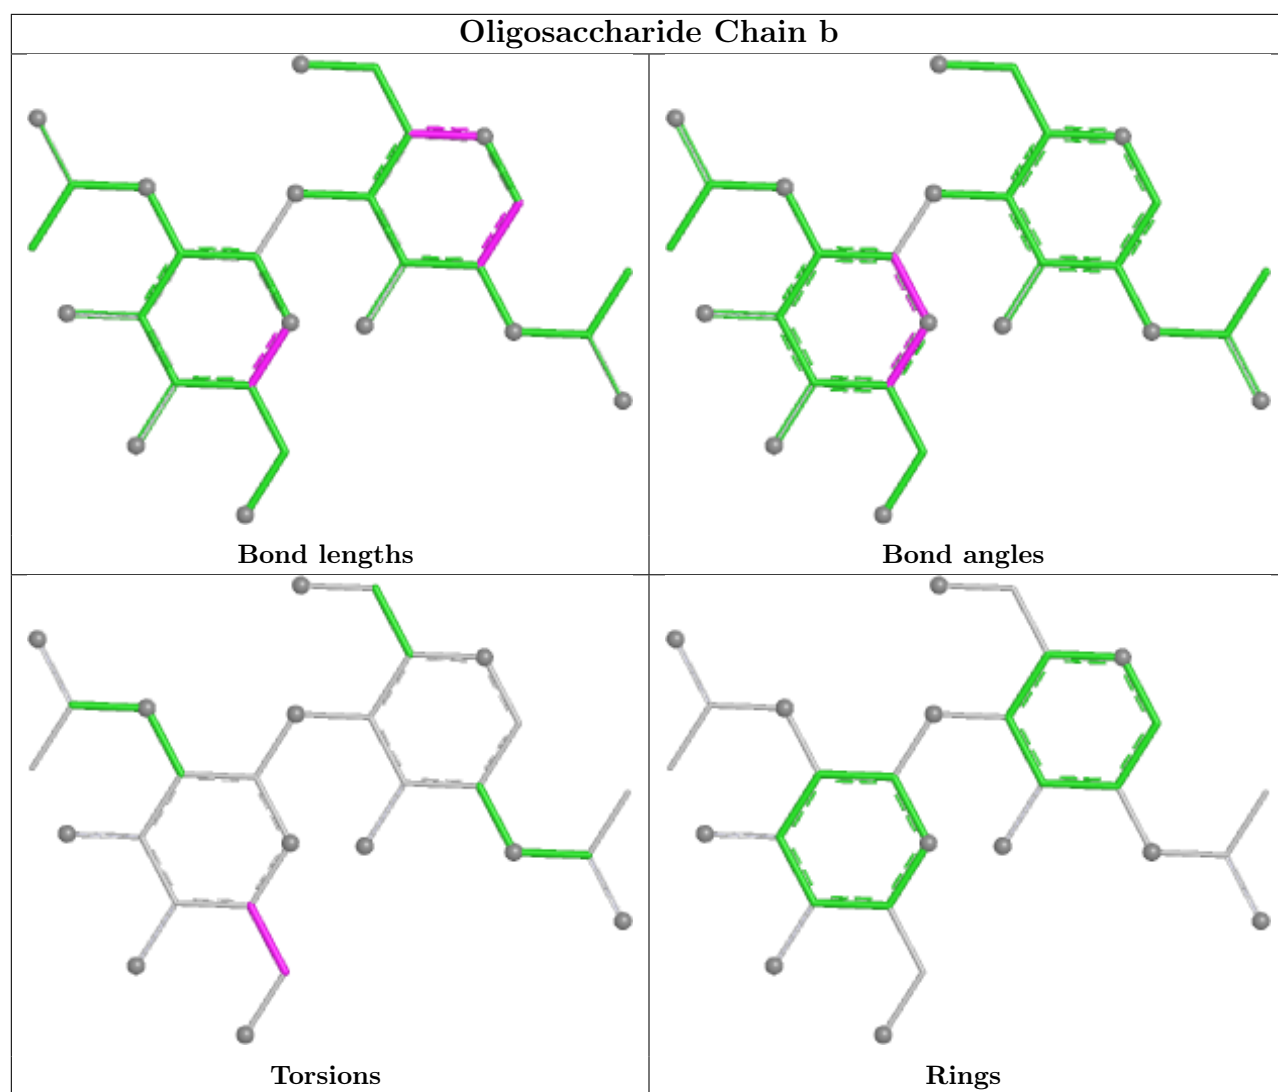 Oligosaccharide Chain b
Bond lengths
Bond angles
Torsions
Rings